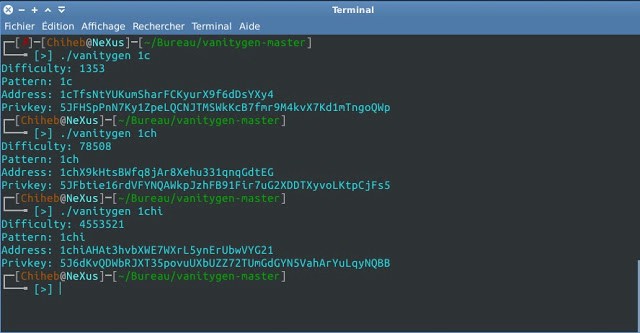 Terminal
Fichier Édition Affichage Rechercher Terminal Aide
[Chiheb@NeXus]─[~/Bureau/vanitygen-master]
[>] ./vanitygen 1c
Difficulty: 1353
Pattern: 1c
Address: 1cTfsNtYUKumSharFCKyurX9f6dDsYXy4
Privkey: 5JFHSpPnN7Ky1ZpeLQCNJTMSWkKcB7fmr9M4kvX7Kd1mTngoQWp
[Chiheb@NeXus]─[~/Bureau/vanitygen-master]
[>] ./vanitygen 1ch
Difficulty: 78508
Pattern: 1ch
Address: 1chX9kHtsBWfq8jAr8Xehu331qnqGdtEG
Privkey: 5JFbtie16rdVFYNQAWkpJzhFB91Fir7uG2XDDTXyvoLKtpCjFs5
[Chiheb@NeXus]─[~/Bureau/vanitygen-master]
[>] ./vanitygen 1chi
Difficulty: 4553521
Pattern: 1chi
Address: 1chiAHAt3hvbXWE7WXrL5ynErUbwVYG21
Privkey: 5J6dKvQDWbRJXT35povuUXbUZZ72TUmGdGYN5VahArYuLqyNQBB
[Chiheb@NeXus]─[~/Bureau/vanitygen-master]
[>]